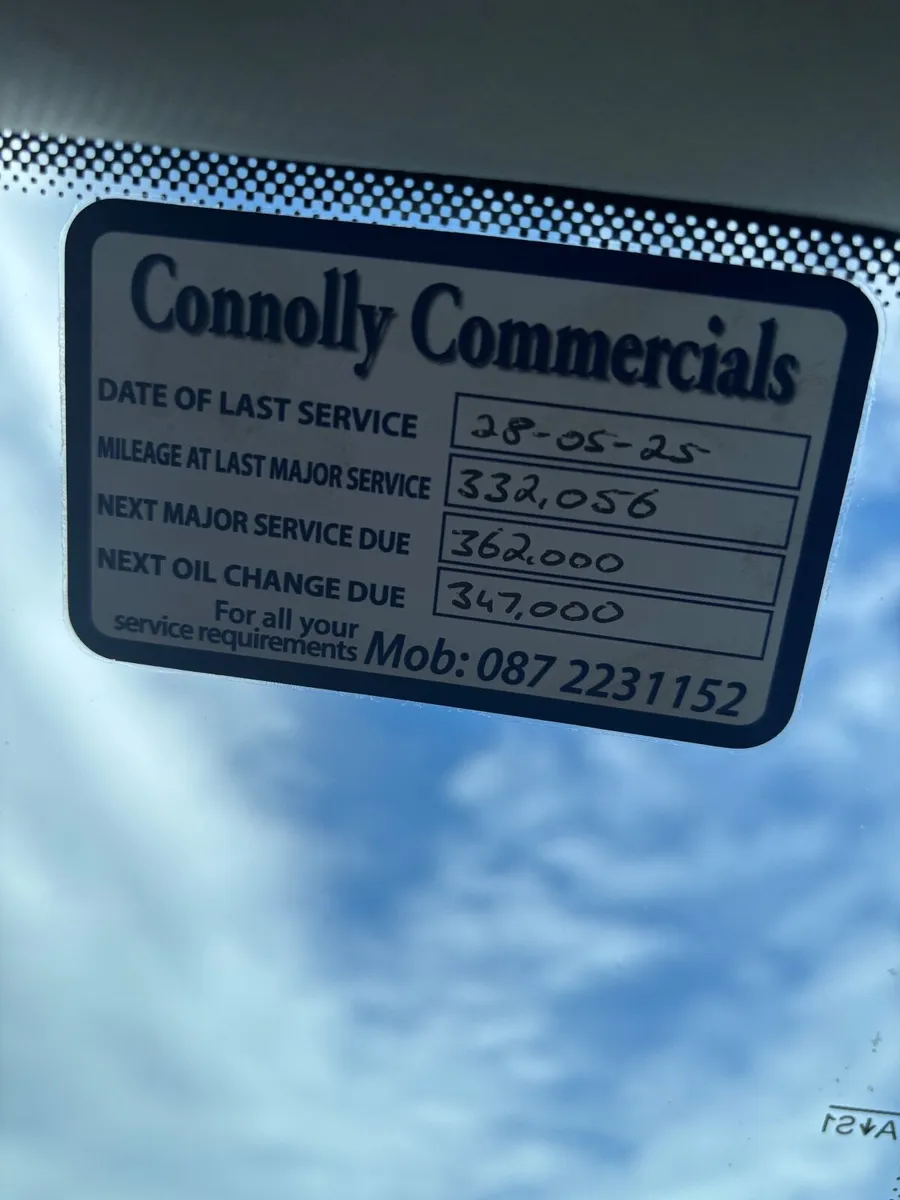 Connolly Commercials
DATE OF LAST SERVICE 28-05-25
MILEAGE AT LAST MAJOR SERVICE 332,056
NEXT MAJOR SERVICE DUE 362,000
NEXT OIL CHANGE DUE 347,000
For all your
service requirements Mob: 087 2231152
AS1